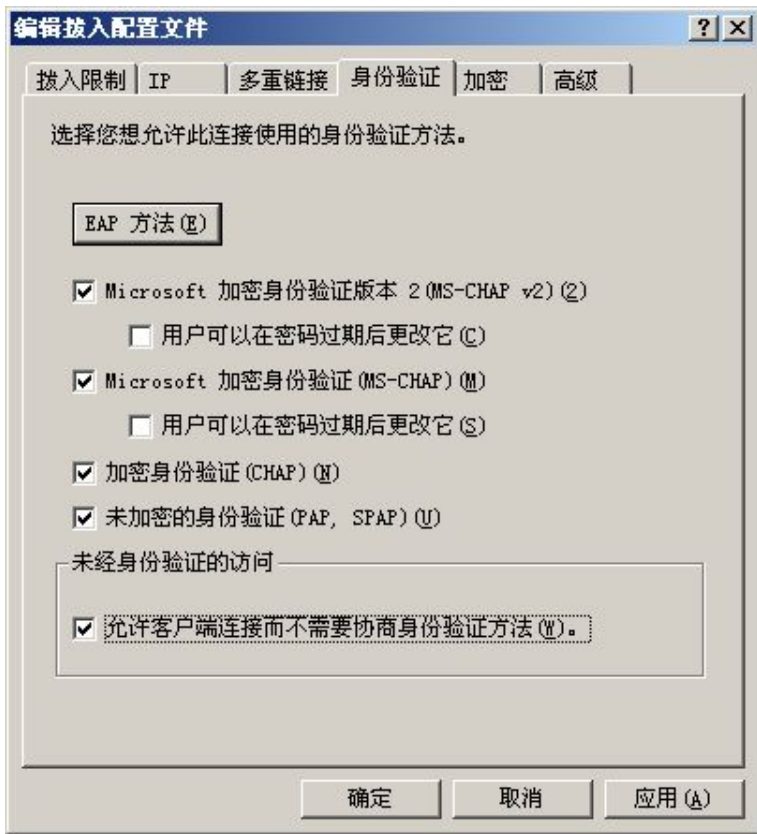 编辑拨入配置文件
拨入限制 IP 多重链接 身份验证 加密 高级
选择您想允许此连接使用的身份验证方法。
EAP 方法(E)
Microsoft 加密身份验证版本 2(MS-CHAP v2)(2)
用户可以在密码过期后更改它(C)
Microsoft 加密身份验证(MS-CHAP)(M)
用户可以在密码过期后更改它(S)
加密身份验证(CHAP)(N)
未加密的身份验证(PAP, SPAP)(U)
未经身份验证的访问
允许客户端连接而不需要协商身份验证方法(W)。
确定 取消 应用(A)